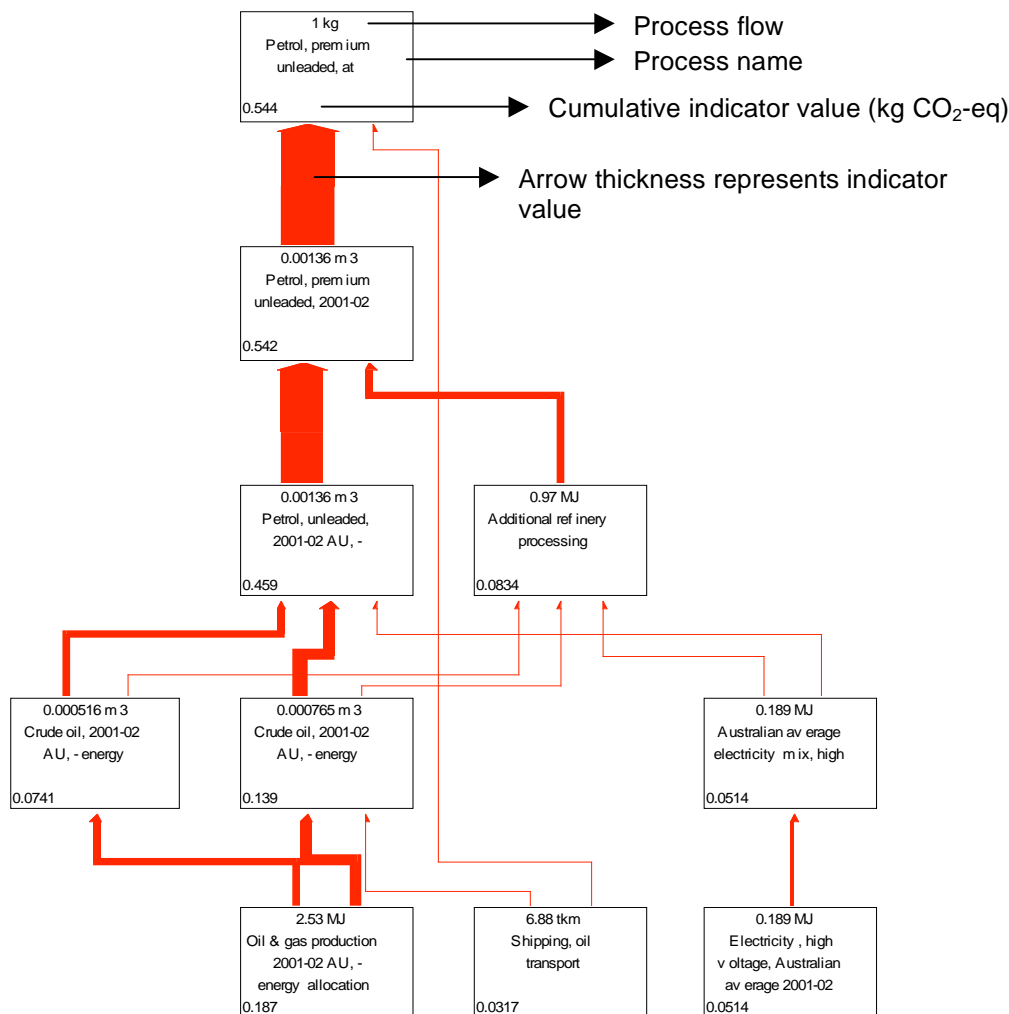 1 kg
Petrol, prem ium
unleaded, at
0.544
Process flow
Process name
Cumulative indicator value (kg CO₂-eq)
Arrow thickness represents indicator
value
0.00136 m 3
Petrol, prem ium
unleaded, 2001-02
0.542
0.00136 m 3
Petrol, unleaded,
2001-02 AU, -
0.459
0.97 MJ
Additional ref inery
processing
0.0834
0.000516 m 3
Crude oil, 2001-02
AU, - energy
0.0741
0.000765 m 3
Crude oil, 2001-02
AU, - energy
0.139
0.189 MJ
Australian av erage
electricity m ix, high
0.0514
2.53 MJ
Oil & gas production
2001-02 AU, -
energy allocation
0.187
6.88 tkm
Shipping, oil
transport
0.0317
0.189 MJ
Electricity , high
v oltage, Australian
av erage 2001-02
0.0514